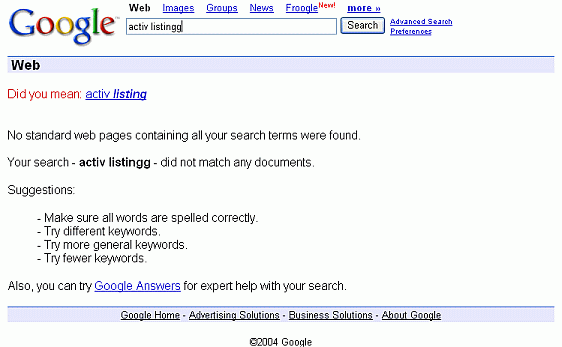 Google™ Web Images Groups News Froogle New! more »
activ listingg Search Advanced Search
Preferences
Web
Did you mean: activ listing
No standard web pages containing all your search terms were found.
Your search - activ listingg - did not match any documents.
Suggestions:
- Make sure all words are spelled correctly.
- Try different keywords.
- Try more general keywords.
- Try fewer keywords.
Also, you can try Google Answers for expert help with your search.
Google Home - Advertising Solutions - Business Solutions - About Google
©2004 Google